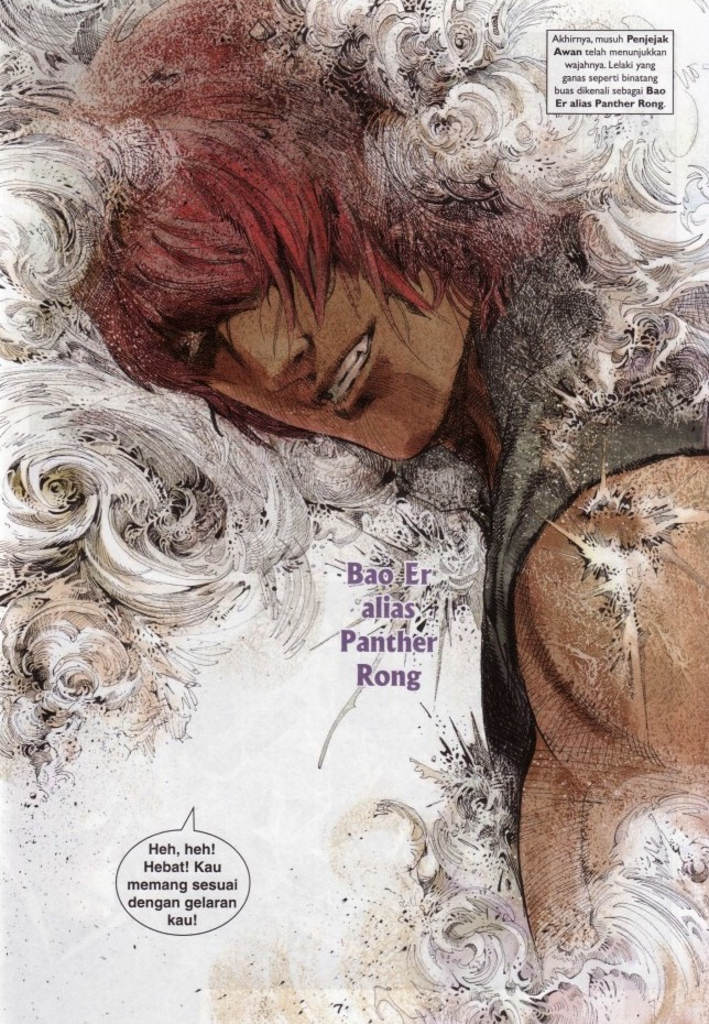 Akhirnya, musuh Penjejak
Awan telah menunjukkan
wajahnya. Lelaki yang
ganas seperti binatang
buas dikenali sebagai Bao
Er alias Panther Rong.
Bao Er
alias
Panther
Rong
Heh, heh!
Hebat! Kau
memang sesuai
dengan gelaran
kau!
7